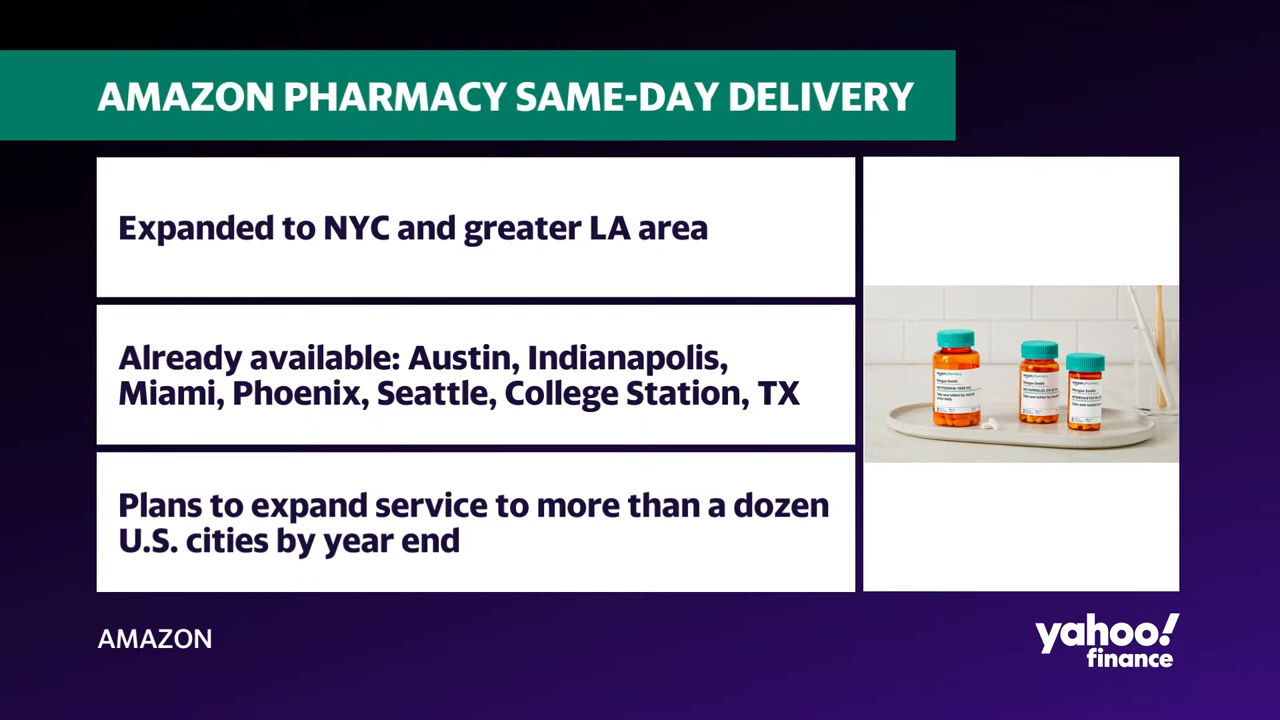 AMAZON PHARMACY SAME-DAY DELIVERY
Expanded to NYC and greater LA area
Already available: Austin, Indianapolis,
Miami, Phoenix, Seattle, College Station, TX
Plans to expand service to more than a dozen
U.S. cities by year end
AMAZON
yahoo!
finance